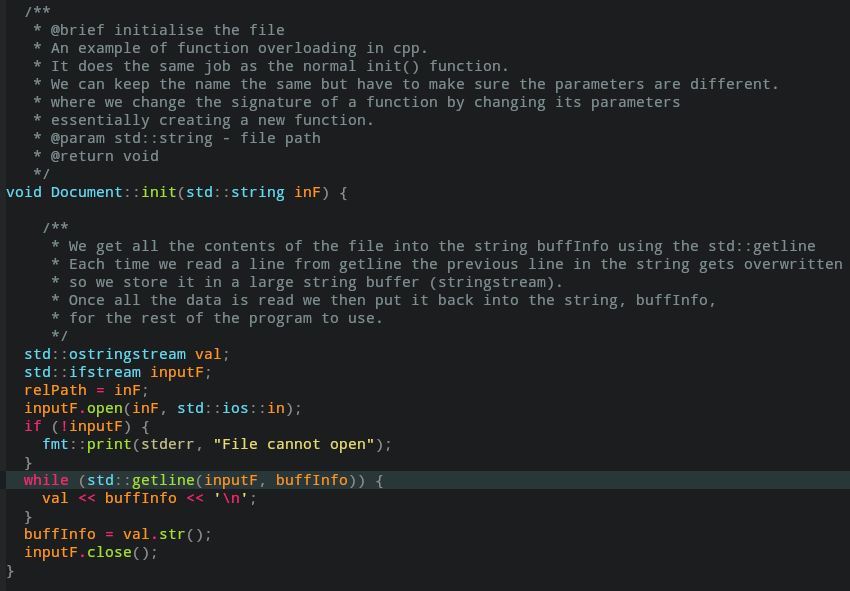 /**
 * @brief initialise the file
 * An example of function overloading in cpp.
 * It does the same job as the normal init() function.
 * We can keep the name the same but have to make sure the parameters are different.
 * where we change the signature of a function by changing its parameters
 * essentially creating a new function.
 * @param std::string - file path
 * @return void
 */
void Document::init(std::string inF) {
/**
 * We get all the contents of the file into the string buffInfo using the std::getline
 * Each time we read a line from getline the previous line in the string gets overwritten
 * so we store it in a large string buffer (stringstream).
 * Once all the data is read we then put it back into the string, buffInfo,
 * for the rest of the program to use.
 */
std::ostringstream val;
std::ifstream inputF;
relPath = inF;
inputF.open(inF, std::ios::in);
if (!inputF) {
fmt::print(stderr, "File cannot open");
}
while (std::getline(inputF, buffInfo)) {
val << buffInfo << '\n';
}
buffInfo = val.str();
inputF.close();
}